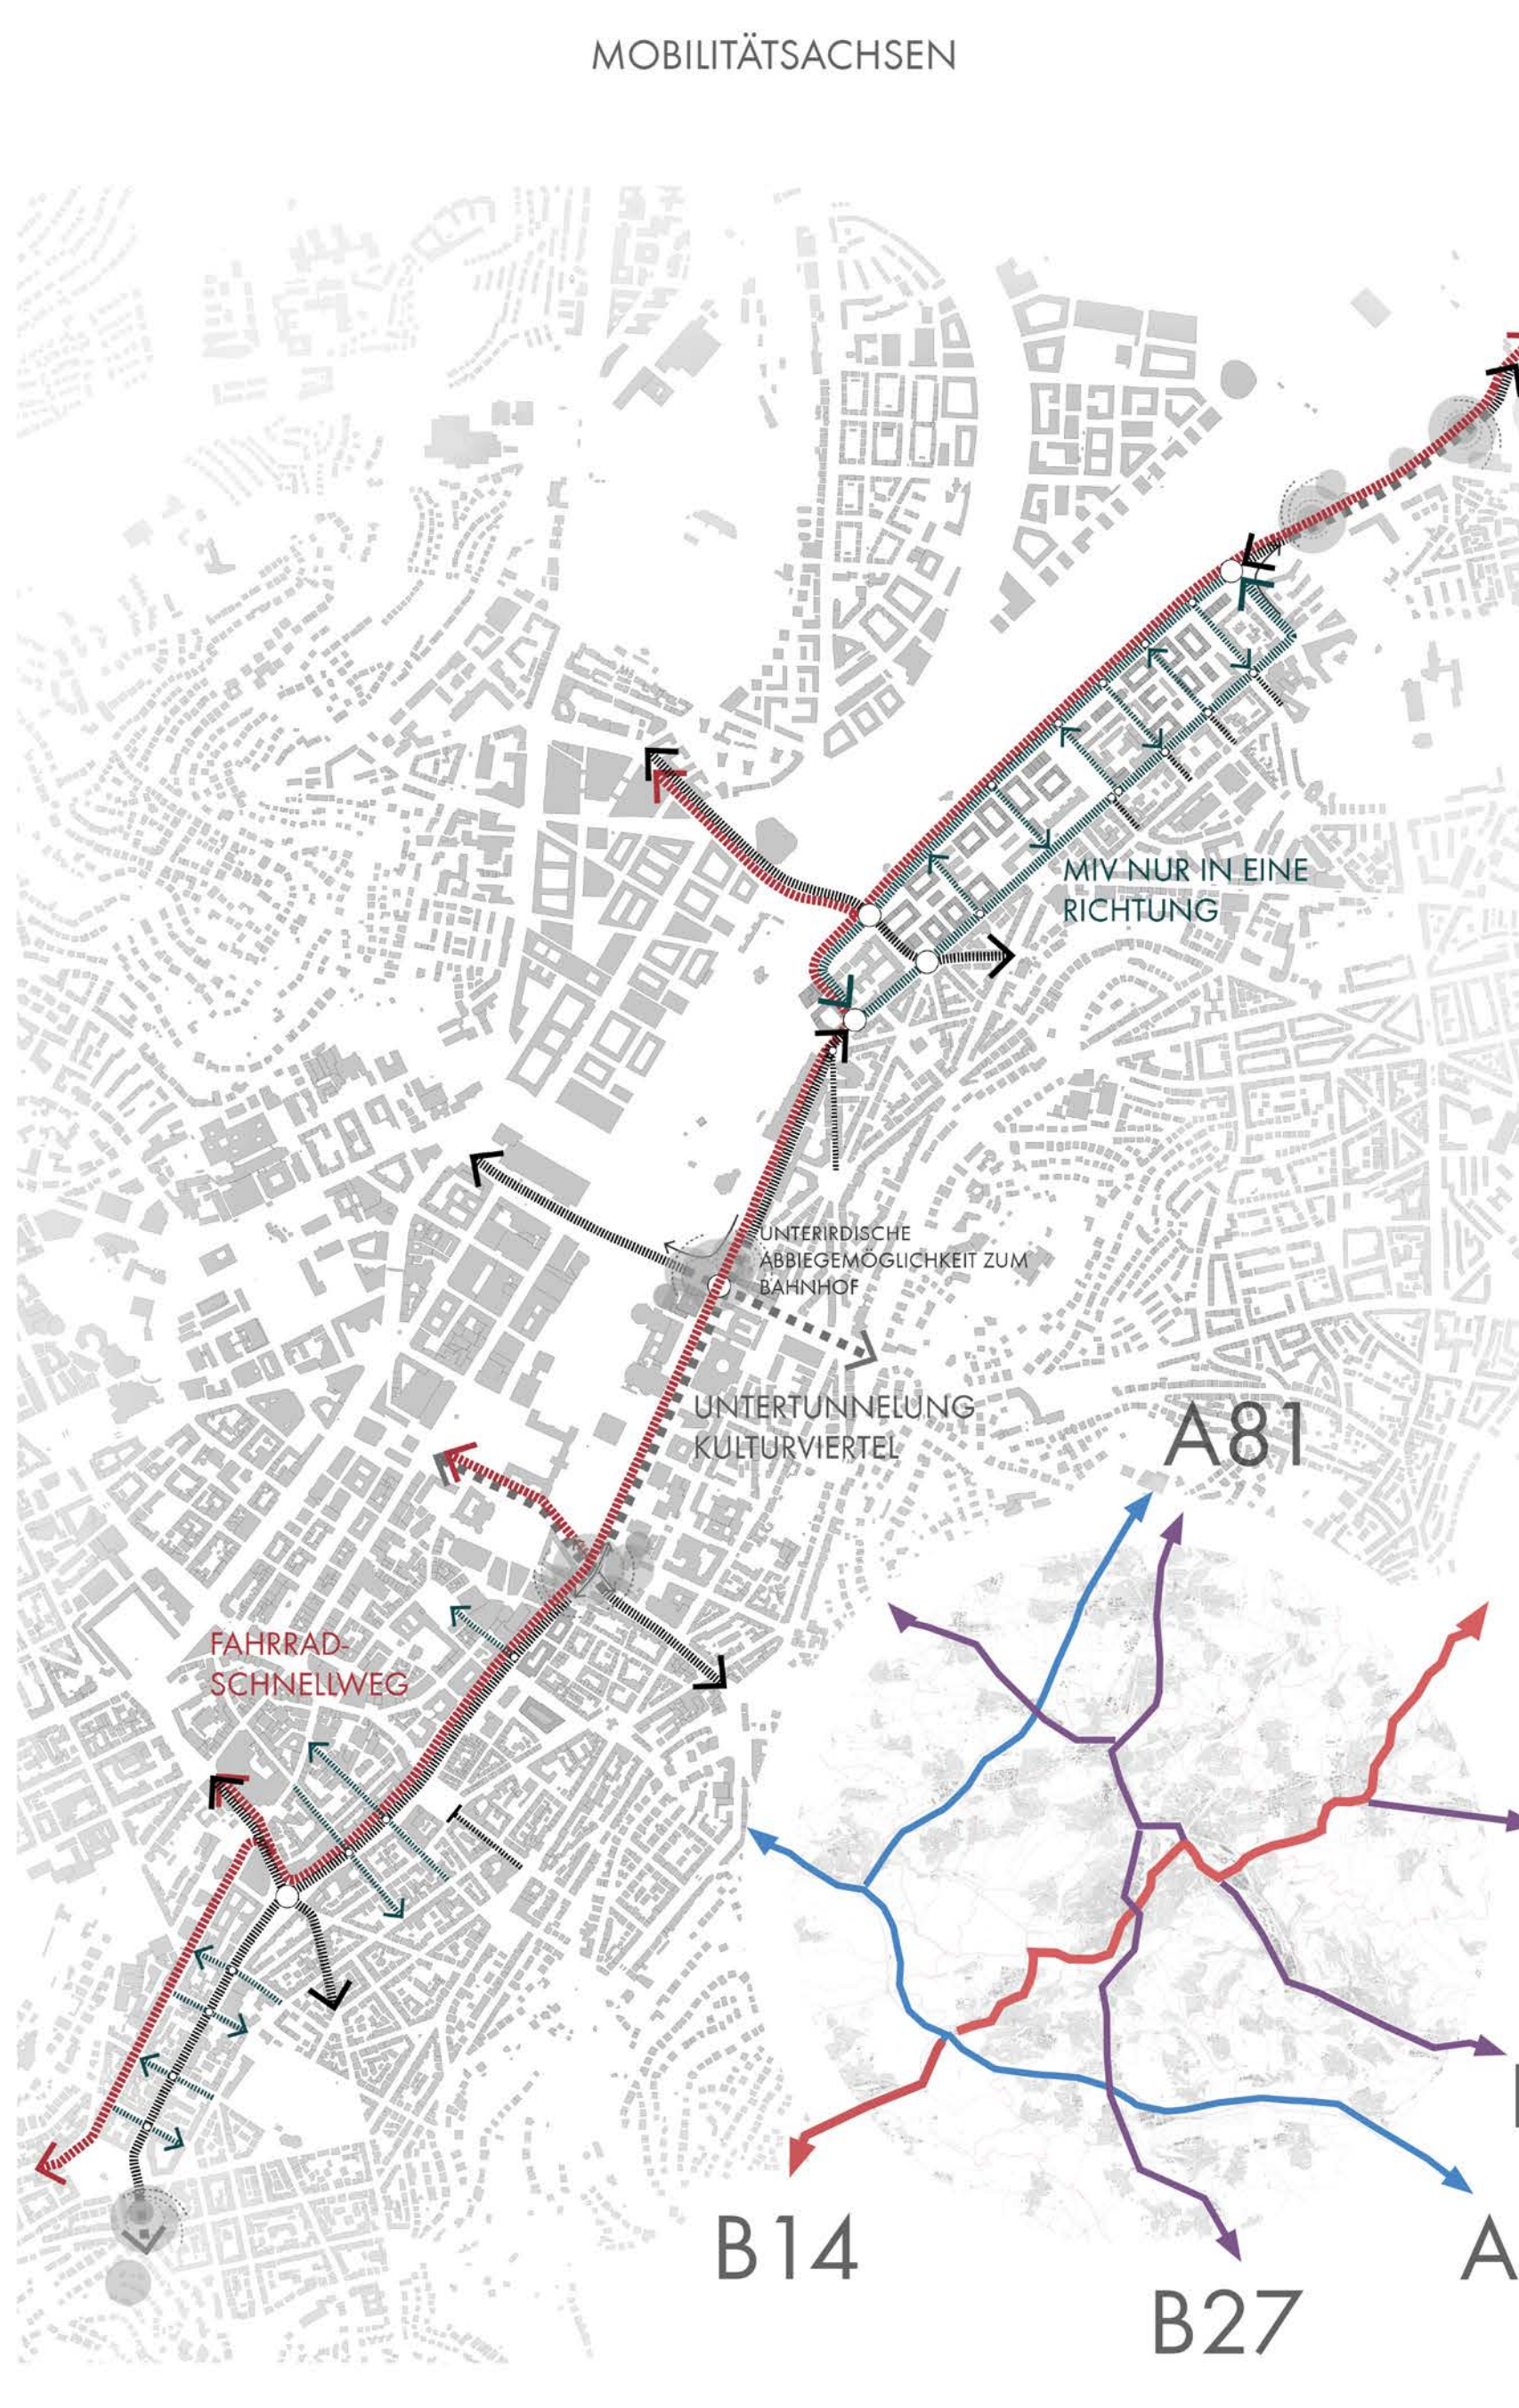 MOBILITÄTSACHSEN
MIV NUR IN EINE
RICHTUNG
UNTERIRDISCHE
ABBIEGEMÖGLICHKEIT ZUM
BAHNHOF
UNTERTUNNELUNG
KULTURVIERTEL
A81
FAHRRAD-
SCHNELLWEG
B14
A
B27